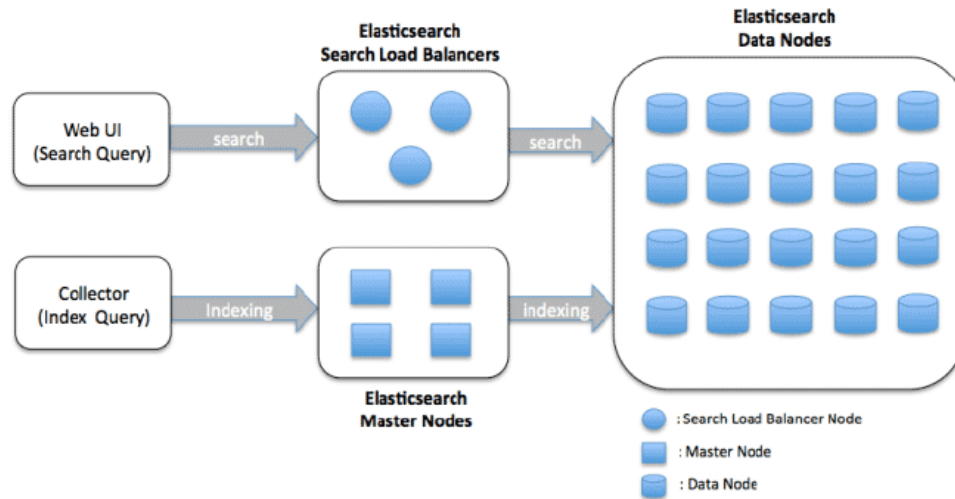 Elasticsearch
Search Load Balancers
Elasticsearch
Data Nodes
Web UI
(Search Query)
search
search
Collector
(Index Query)
Indexing
indexing
Elasticsearch
Master Nodes
: Search Load Balancer Node
: Master Node
: Data Node